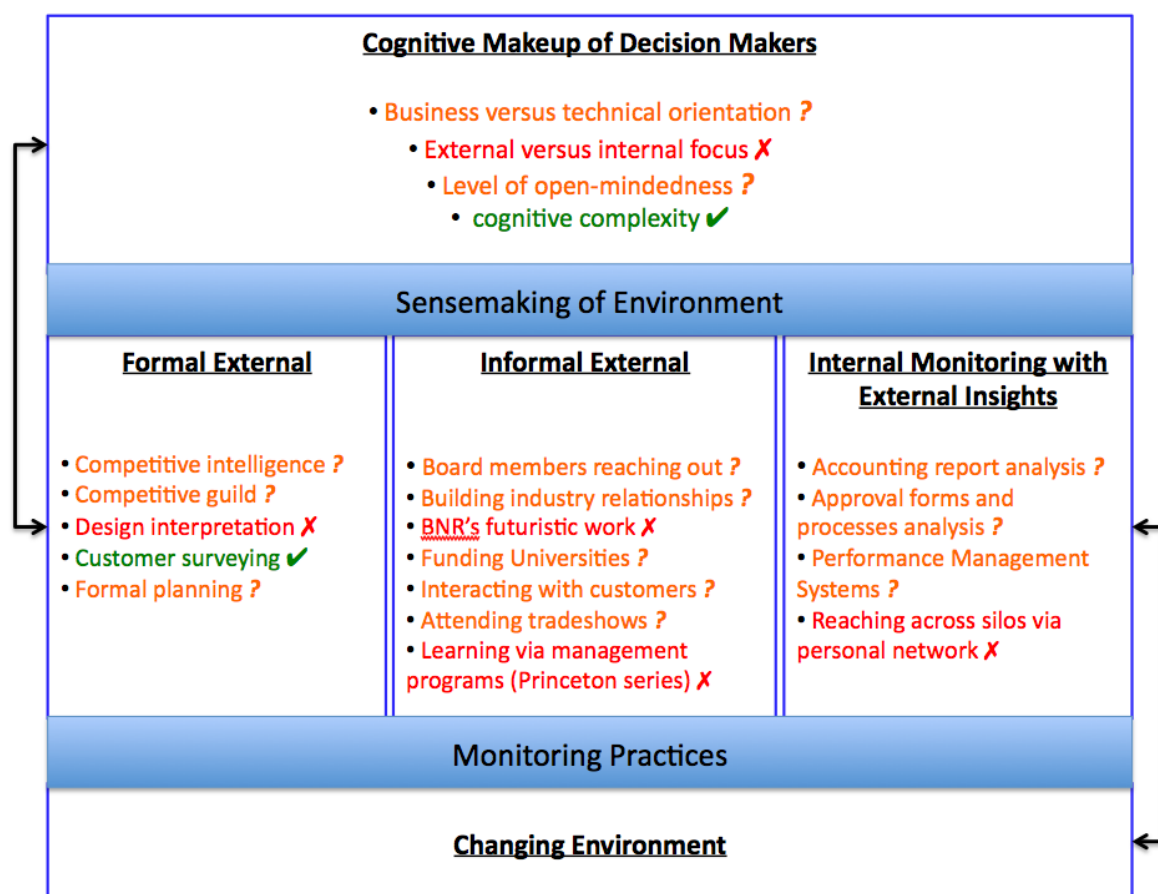 Cognitive Makeup of Decision Makers
• Business versus technical orientation ?
• External versus internal focus ✗
• Level of open-mindedness ?
• cognitive complexity ✔
Sensemaking of Environment
Formal External
• Competitive intelligence ?
• Competitive guild ?
• Design interpretation ✗
• Customer surveying ✔
• Formal planning ?
Informal External
• Board members reaching out ?
• Building industry relationships ?
• BNR's futuristic work ✗
• Funding Universities ?
• Interacting with customers ?
• Attending tradeshows ?
• Learning via management
programs (Princeton series) ✗
Internal Monitoring with
External Insights
• Accounting report analysis ?
• Approval forms and
processes analysis ?
• Performance Management
Systems ?
• Reaching across silos via
personal network ✗
Monitoring Practices
Changing Environment